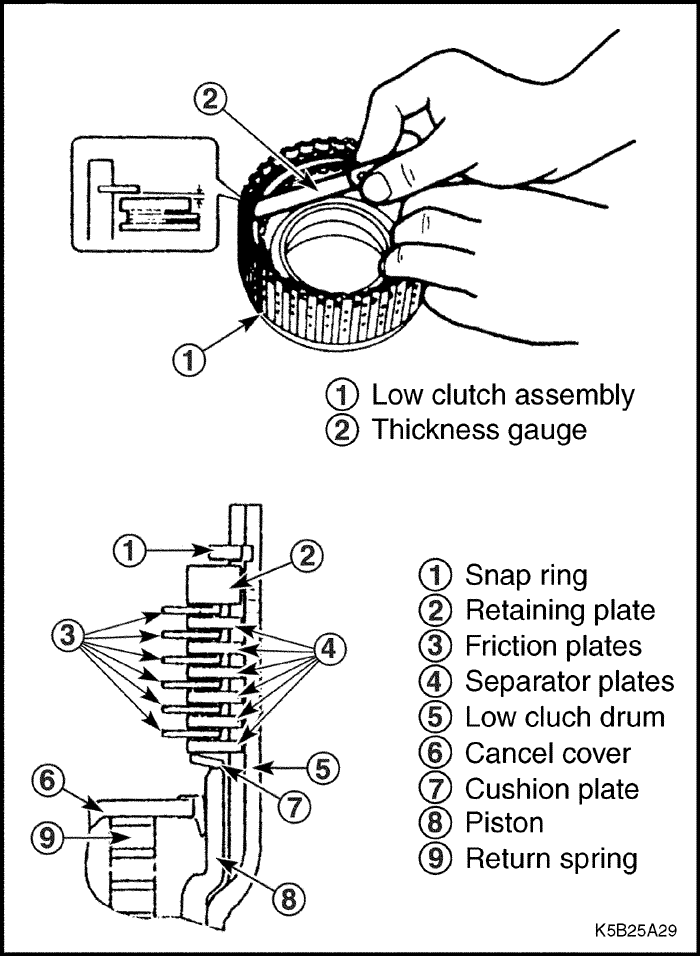 ②
①
① Low clutch assembly
② Thickness gauge
①
②
③
④
⑤
⑥
⑦
⑨
⑧
① Snap ring
② Retaining plate
③ Friction plates
④ Separator plates
⑤ Low cluch drum
⑥ Cancel cover
⑦ Cushion plate
⑧ Piston
⑨ Return spring
K5B25A29